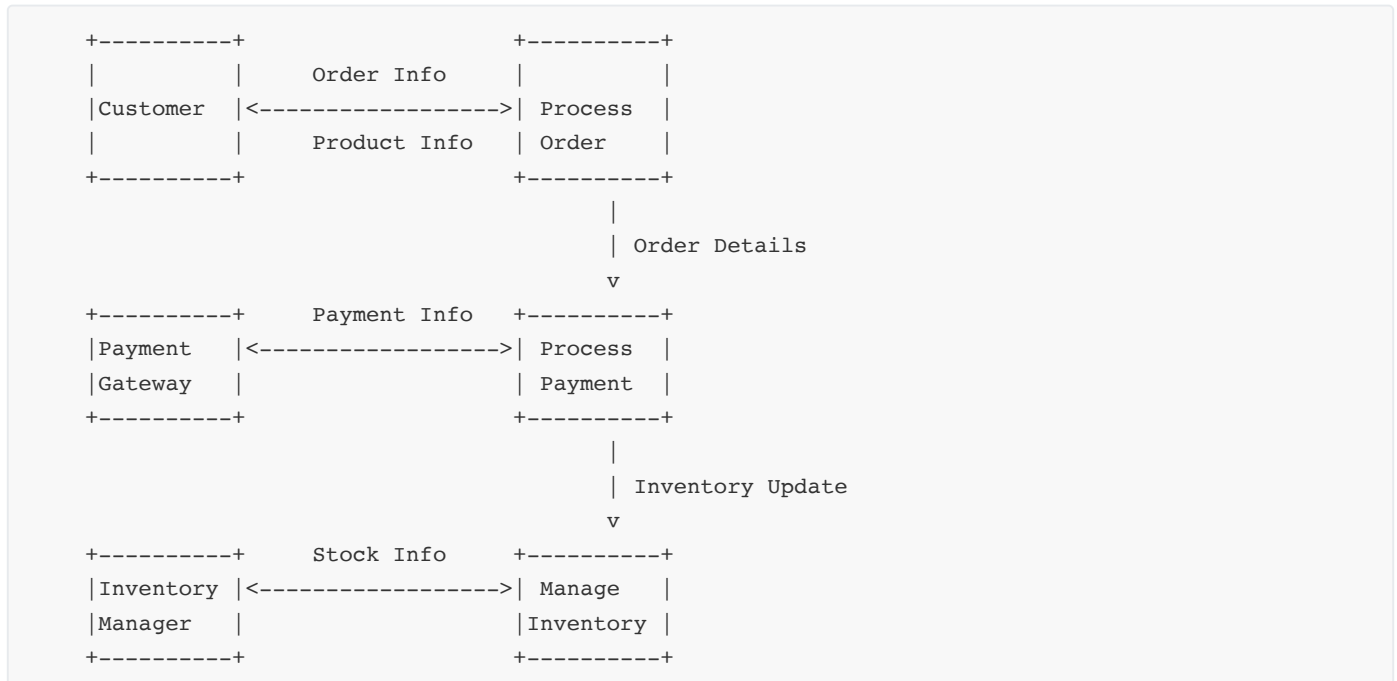 +----------+                    +----------+
|          |     Order Info     |          |
|Customer  |<------------------>| Process  |
|          |     Product Info   | Order    |
+----------+                    +----------+
                                       |
                                       | Order Details
                                       v
+----------+     Payment Info   +----------+
|Payment   |<------------------>| Process  |
|Gateway   |                    | Payment  |
+----------+                    +----------+
                                       |
                                       | Inventory Update
                                       v
+----------+     Stock Info     +----------+
|Inventory |<------------------>| Manage   |
|Manager   |                    |Inventory |
+----------+                    +----------+